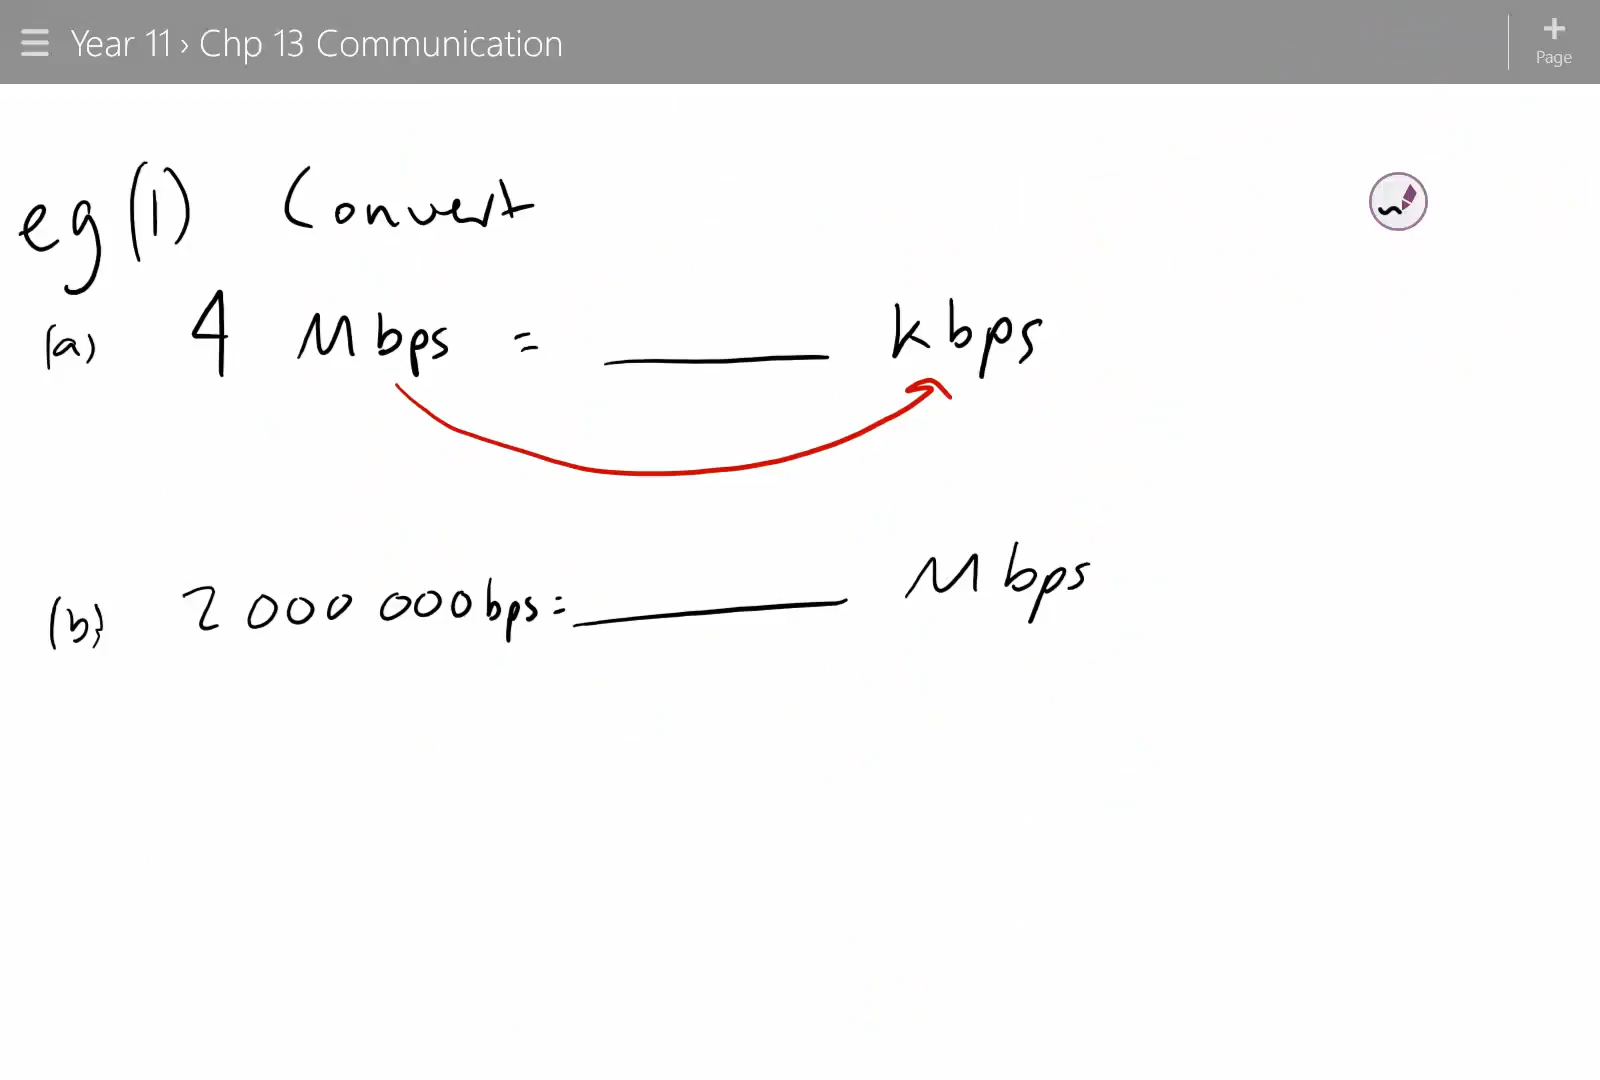 Year 11 › Chp 13 Communication
Page
eg (1) Convert
(a) 4 Mbps = ______ kbps
(b) 2 000 000 bps = ______ Mbps